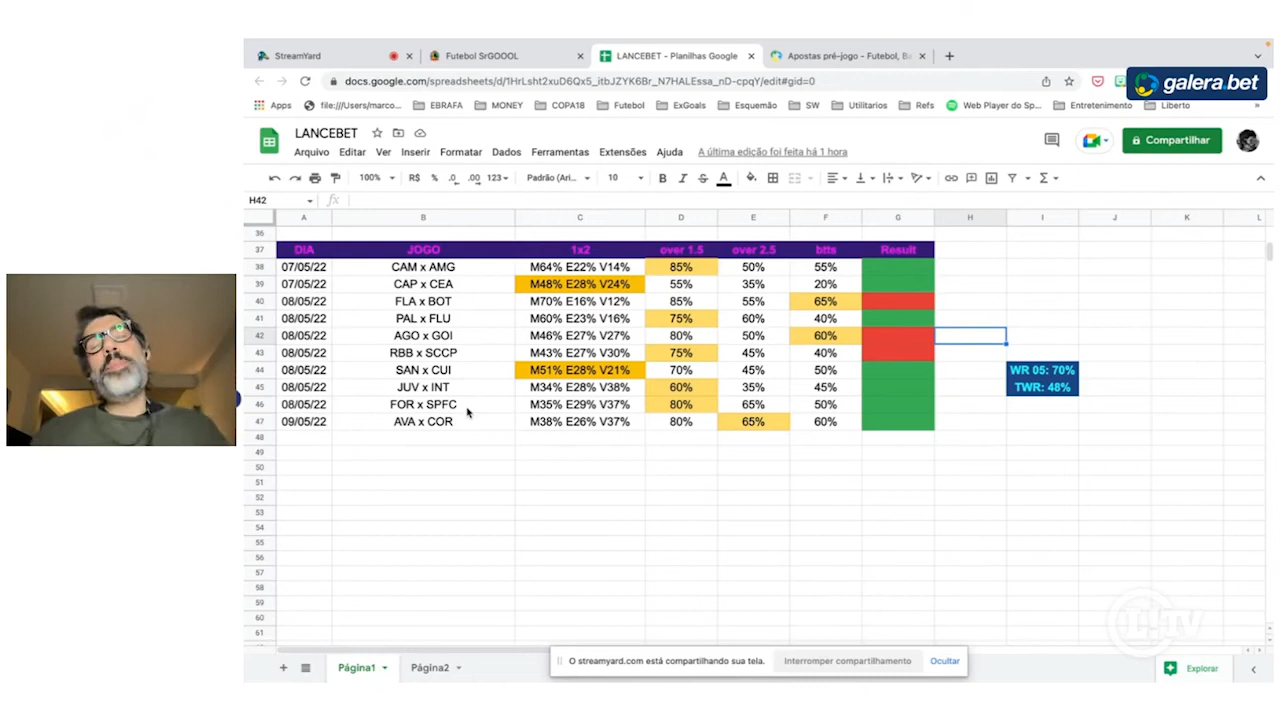 StreamYard
Futebol SrGOOOL
LANCEBET - Planilhas Google
Apostas pré-jogo - Futebol, Ba
docs.google.com/spreadsheets/d/1HrLsht2xuD6Qx5_itbJZYK6Br_N7HALEssa_nD-cpqY/edit#gid=0
galera.bet
Apps
file:///Users/marco...
EBRAFA
MONEY
COPA18
Futebol
ExGoals
Esquemão
SW
Utilitarios
Refs
Web Player do Sp...
Entretenimento
Liberto
LANCEBET
Arquivo Editar Ver Inserir Formatar Dados Ferramentas Extensões Ajuda A última edição foi feita há 1 hora
Compartilhar
100% R$ % .0 .00 123 Padrão (Ari... 10 B I S A
H42 fx
A B C D E F G H I J K L
36
37 DIA JOGO 1x2 over 1.5 over 2.5 btts Result
38 07/05/22 CAM x AMG M64% E22% V14% 85% 50% 55%
39 07/05/22 CAP x CEA M48% E28% V24% 55% 35% 20%
40 08/05/22 FLA x BOT M70% E16% V12% 85% 55% 65%
41 08/05/22 PAL x FLU M60% E23% V16% 75% 60% 40%
42 08/05/22 AGO x GOI M46% E27% V27% 80% 50% 60%
43 08/05/22 RBB x SCCP M43% E27% V30% 75% 45% 40%
44 08/05/22 SAN x CUI M51% E28% V21% 70% 45% 50% WR 05: 70%
45 08/05/22 JUV x INT M34% E28% V38% 60% 35% 45% TWR: 48%
46 08/05/22 FOR x SPFC M35% E29% V37% 80% 65% 50%
47 09/05/22 AVA x COR M38% E26% V37% 80% 65% 60%
48
49
50
51
52
53
54
55
56
57
58
59
60
61
L!TV
Página1 Página2
O streamyard.com está compartilhando sua tela. Interromper compartilhamento Ocultar
Explorar